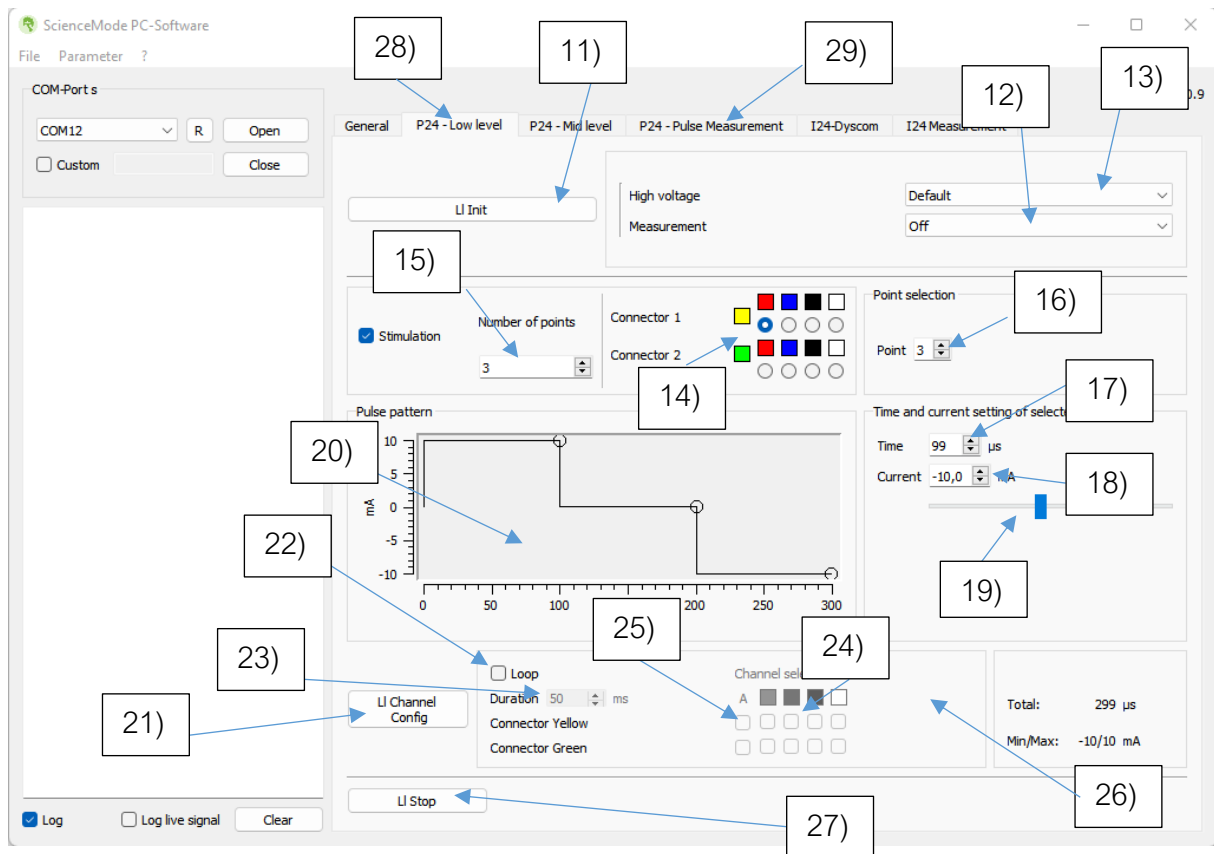 ScienceMode PC-Software
File Parameter ?
28)
11)
29)
12)
13)
0.9
COM-Port s
COM12
R
Open
Custom
Close
General
P24 - Low level
P24 - Mid level
P24 - Pulse Measurement
I24-Dyscom
I24 Measurement
Ll Init
High voltage
Default
Measurement
Off
15)
16)
Stimulation
Number of points
3
Connector 1
Connector 2
14)
Point selection
Point 3
17)
Pulse pattern
20)
10
5
0
-5
-10
mA
0 50 100 200 250 300
Time and current setting of select
Time 99 µs
Current -10,0
18)
19)
22)
25)
24)
23)
21)
Ll Channel
Config
Loop
Duration 50 ms
Connector Yellow
Connector Green
Channel sel
A
Total: 299 µs
Min/Max: -10/10 mA
26)
Ll Stop
27)
Log
Log live signal
Clear